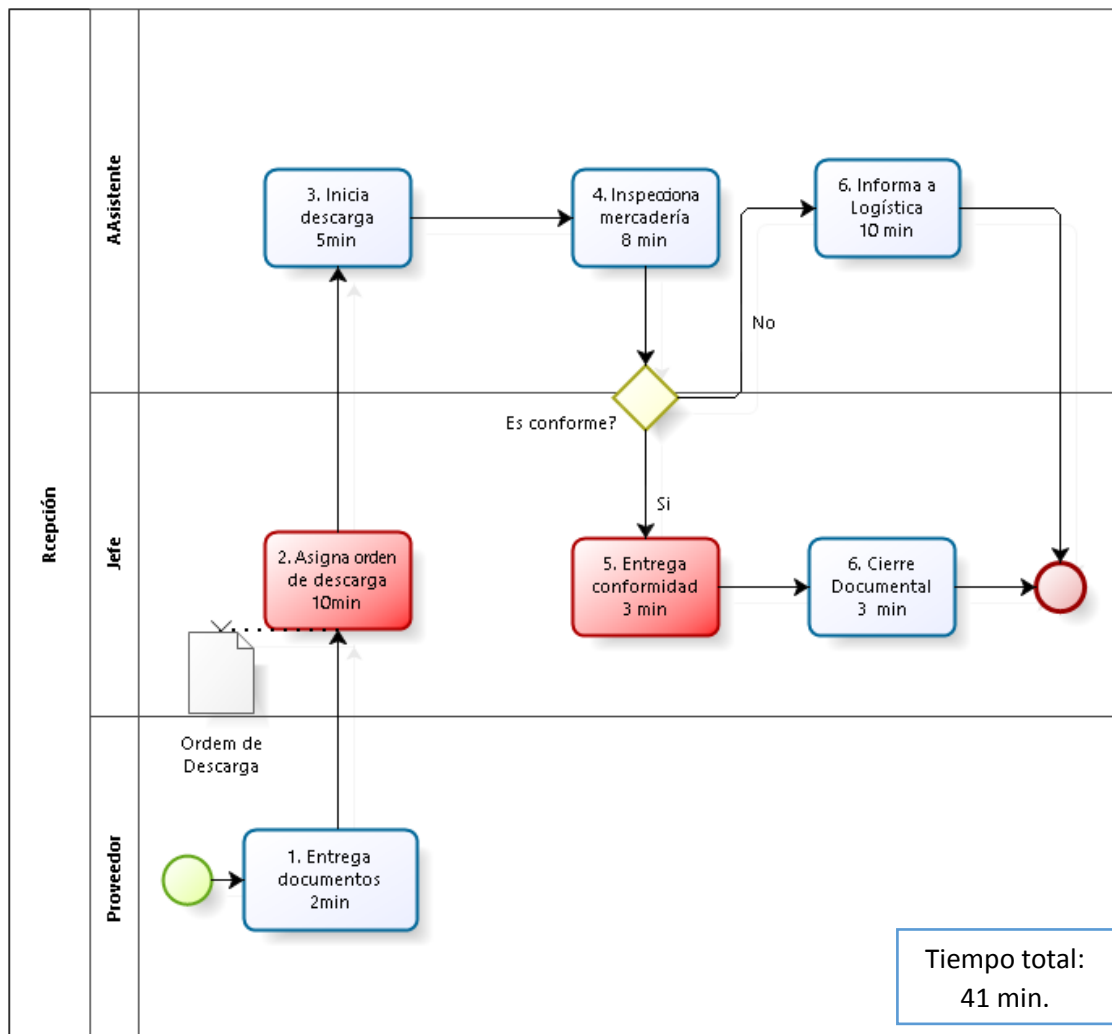 Rcepción
AAsistente
3. Inicia
descarga
5min
4. Inspecciona
mercadería
8 min
6. Informa a
Logística
10 min
No
Es conforme?
Si
Jefe
2. Asigna orden
de descarga
10min
5. Entrega
conformidad
3 min
6. Cierre
Documental
3 min
Ordem de
Descarga
Proveedor
1. Entrega
documentos
2min
Tiempo total:
41 min.